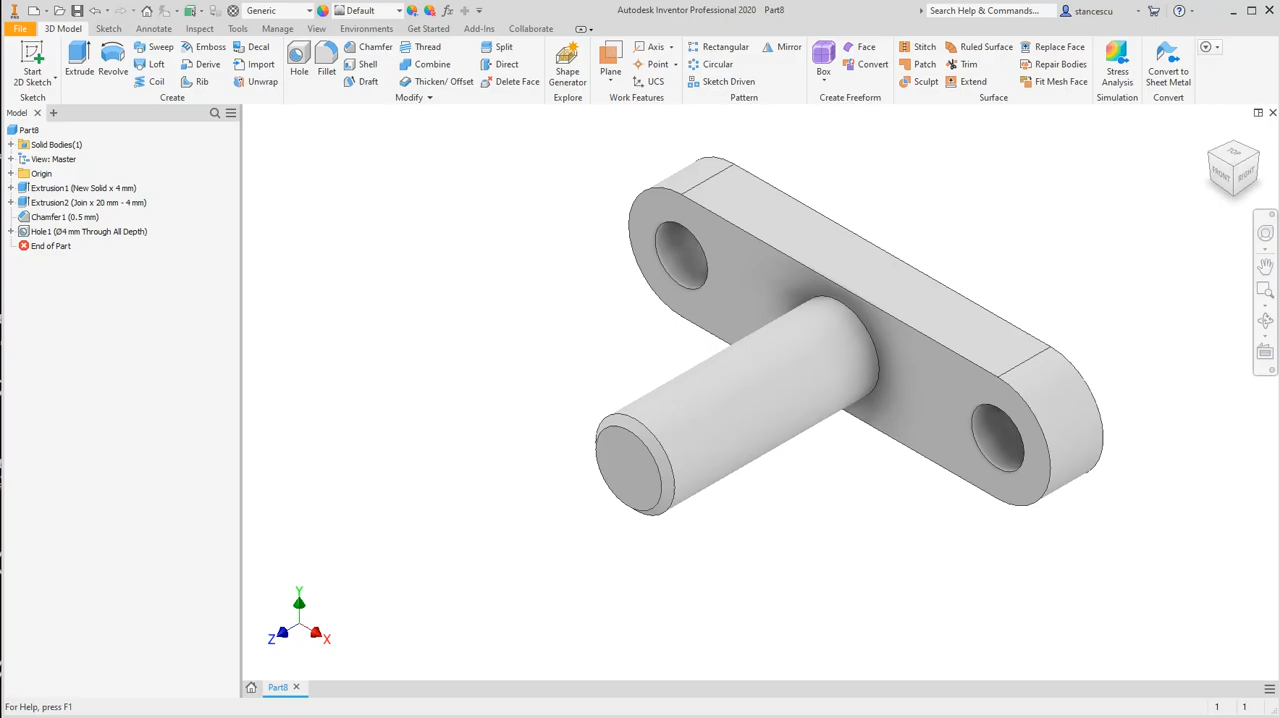 Generic
Default
Autodesk Inventor Professional 2020 Part8
Search Help & Commands...
stancescu
File 3D Model Sketch Annotate Inspect Tools Manage View Environments Get Started Add-Ins Collaborate
Start
2D Sketch
Sketch
Extrude
Revolve
Sweep
Loft
Coil
Emboss
Derive
Rib
Decal
Import
Unwrap
Create
Hole
Fillet
Chamfer
Shell
Draft
Thread
Combine
Thicken/ Offset
Split
Direct
Delete Face
Modify
Shape
Generator
Explore
Plane
Axis
Point
UCS
Work Features
Rectangular
Circular
Sketch Driven
Mirror
Pattern
Box
Face
Convert
Create Freeform
Stitch
Patch
Sculpt
Ruled Surface
Trim
Extend
Replace Face
Repair Bodies
Fit Mesh Face
Surface
Stress
Analysis
Simulation
Convert to
Sheet Metal
Convert
Model
Part8
Solid Bodies(1)
View: Master
Origin
Extrusion1 (New Solid x 4 mm)
Extrusion2 (Join x 20 mm - 4 mm)
Chamfer1 (0.5 mm)
Hole1 (Ø4 mm Through All Depth)
End of Part
TOP
FRONT
RIGHT
Y
Z
X
Part8
For Help, press F1
1 1